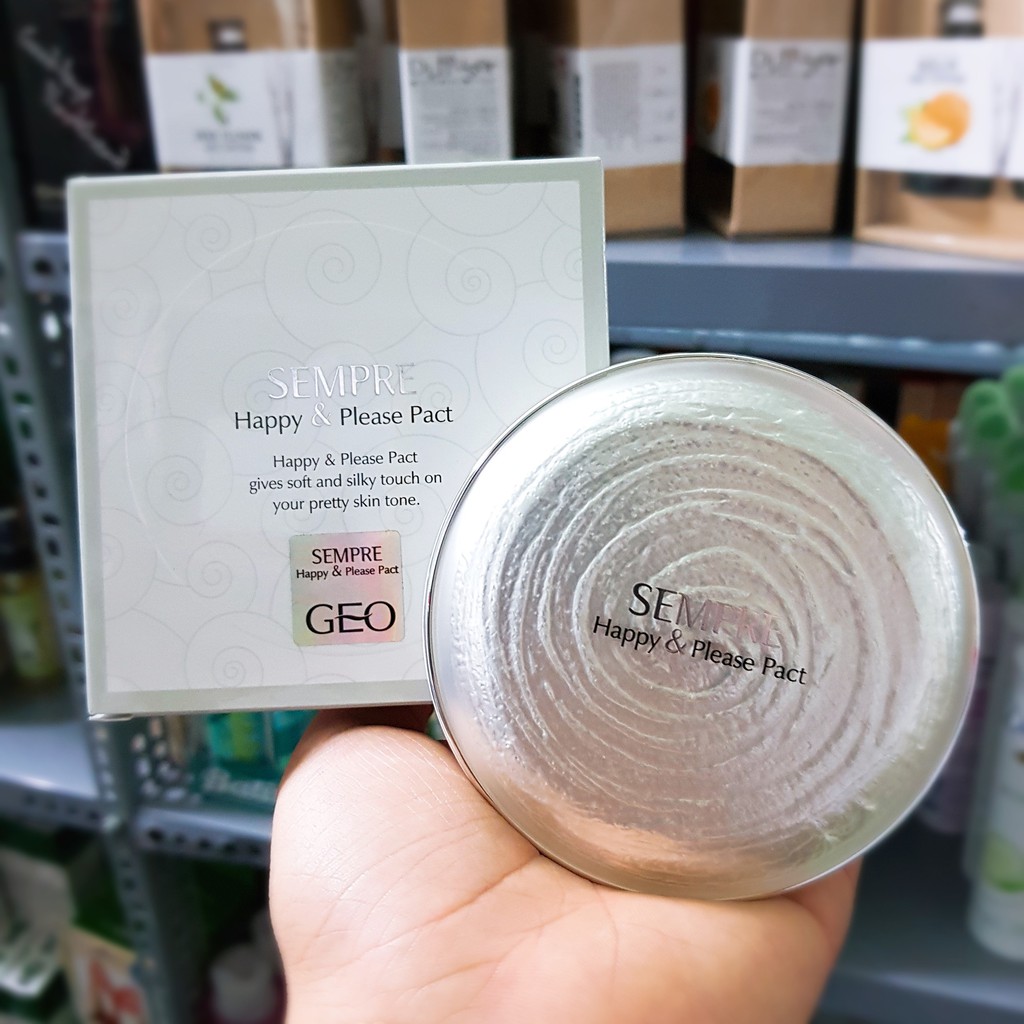 SEMPRE
Happy & Please Pact
Happy & Please Pact
gives soft and silky touch on
your pretty skin tone.
SEMPRE
Happy & Please Pact
GEO
SEMPRE
Happy & Please Pact